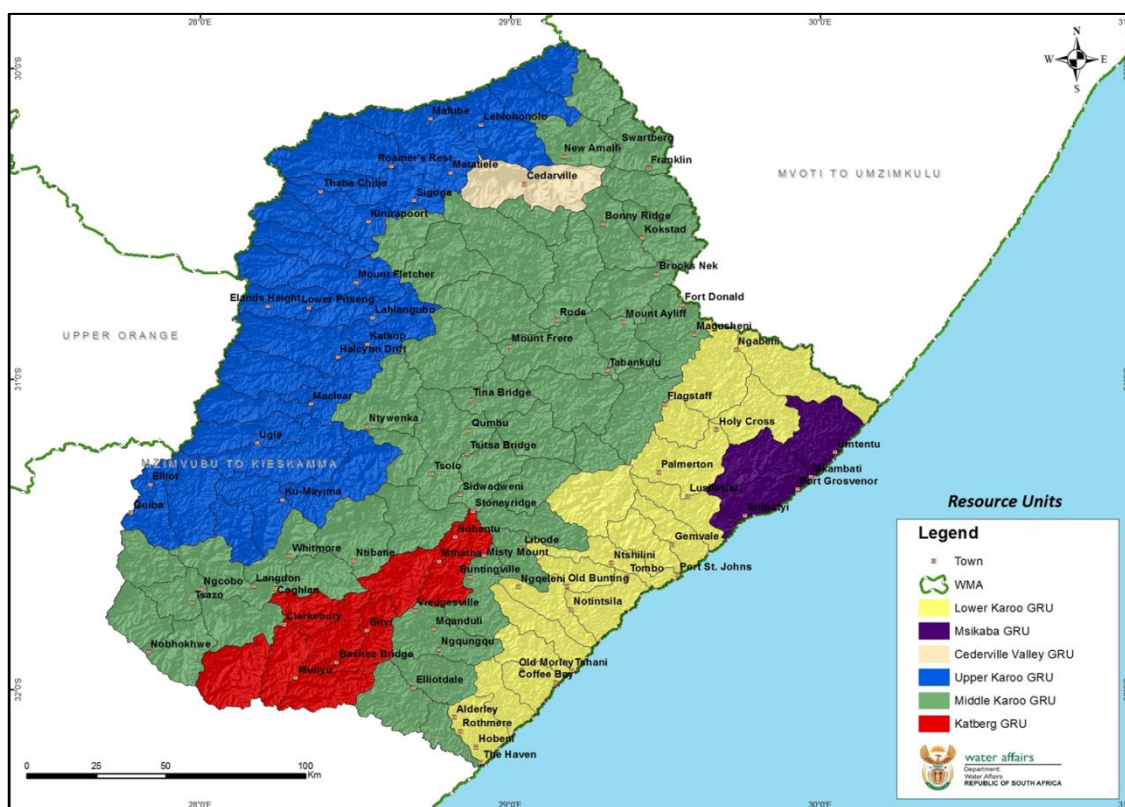 28°0'E
29°0'E
30°0'E
N
W
E
S
30°0'S
Mafube
Lehlohonolo
Swartberg
New Amalfi
Franklin
Roamer's Rest
Matatiele
Cedarville
MVOTI TO UMZIMKULU
Thaba Chitja
Sigoga
Kinirapoort
Bonny Ridge
Kokstad
Brooks Nek
Mount Fletcher
Elands Height
Lower Pitseng
Lahlangubo
Fort Donald
UPPER ORANGE
Rode
Mount Ayliff
Magusheni
Katkop
Mount Frere
Ngabeni
Halcyon Drift
31°0'S
Tabankulu
Maclear
Tina Bridge
Flagstaff
Ntywenka
Qumbu
Holy Cross
Ugie
Tsitsa Bridge
Umtentu
MZIMVUBU TO KIESKAMMA
Elliot
Tsolo
Palmerton
Mkambati
Port Grosvenor
Ku-Mayima
Sidwadweni
Lusikisiki
Quiba
Stoneyridge
Embotyi
Nobantu
Libode
Gemvale
Whitmore
Ntibane
Mthatha
Misty Mount
Ntshilini
Tombo
Port St. Johns
Buntingville
Ngcobo
Langdon
Coghlan
Ngqeleni
Old Bunting
Tsazo
Viedgesville
Notintsila
Clarkebury
Bityi
Mqanduli
Nobhokhwe
Ngqungqu
Bashee Bridge
Munyu
Old Morley
Tshani
Coffee Bay
32°0'S
Elliotdale
Alderley
Rothmere
Hobeni
The Haven
0
25
50
100
Km
28°0'E
29°0'E
30°0'E
Resource Units
Legend
Town
WMA
Lower Karoo GRU
Msikaba GRU
Cederville Valley GRU
Upper Karoo GRU
Middle Karoo GRU
Katberg GRU
water affairs
Department:
Water Affairs
REPUBLIC OF SOUTH AFRICA